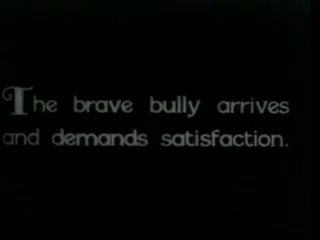 The brave bully arrives
and demands satisfaction.